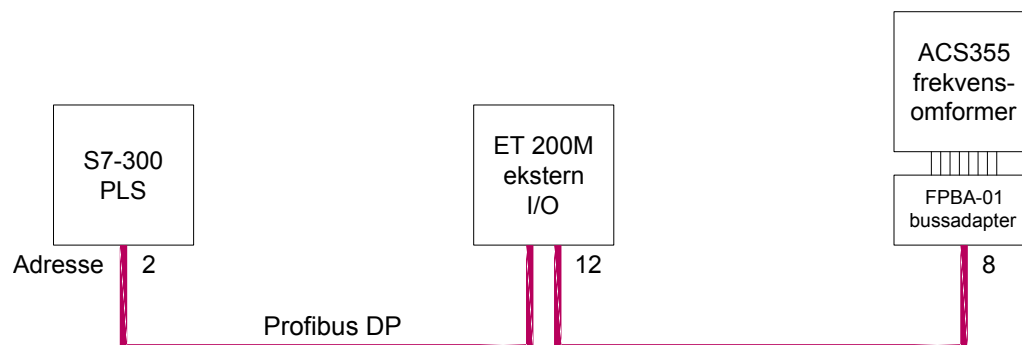 ACS355
frekvens-
omformer
S7-300
PLS
ET 200M
ekstern
I/O
FPBA-01
bussadapter
Adresse
2
12
8
Profibus DP